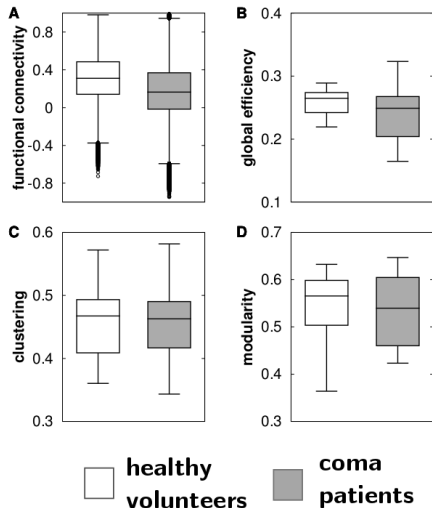 A
functional connectivity
0.8
0.4
0
-0.4
-0.8
B
global efficiency
0.4
0.3
0.2
0.1
C
clustering
0.6
0.5
0.4
0.3
D
modularity
0.7
0.6
0.5
0.4
0.3
healthy
volunteers
coma
patients